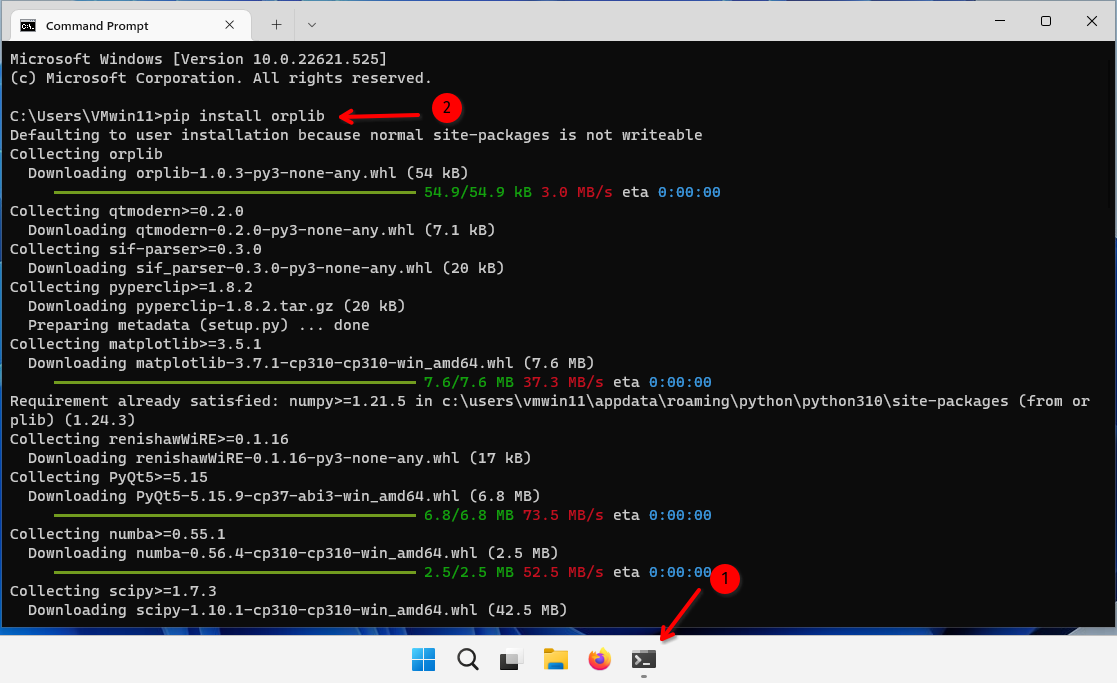 Command Prompt
Microsoft Windows [Version 10.0.22621.525]
(c) Microsoft Corporation. All rights reserved.
C:\Users\VMwin11>pip install orplib
2
Defaulting to user installation because normal site-packages is not writeable
Collecting orplib
Downloading orplib-1.0.3-py3-none-any.whl (54 kB)
54.9/54.9 kB 3.0 MB/s eta 0:00:00
Collecting qtmodern>=0.2.0
Downloading qtmodern-0.2.0-py3-none-any.whl (7.1 kB)
Collecting sif-parser>=0.3.0
Downloading sif_parser-0.3.0-py3-none-any.whl (20 kB)
Collecting pyperclip>=1.8.2
Downloading pyperclip-1.8.2.tar.gz (20 kB)
Preparing metadata (setup.py) ... done
Collecting matplotlib>=3.5.1
Downloading matplotlib-3.7.1-cp310-cp310-win_amd64.whl (7.6 MB)
7.6/7.6 MB 37.3 MB/s eta 0:00:00
Requirement already satisfied: numpy>=1.21.5 in c:\users\vmwin11\appdata\roaming\python\python310\site-packages (from or
plib) (1.24.3)
Collecting renishawWiRE>=0.1.16
Downloading renishawWiRE-0.1.16-py3-none-any.whl (17 kB)
Collecting PyQt5>=5.15
Downloading PyQt5-5.15.9-cp37-abi3-win_amd64.whl (6.8 MB)
6.8/6.8 MB 73.5 MB/s eta 0:00:00
Collecting numba>=0.55.1
Downloading numba-0.56.4-cp310-cp310-win_amd64.whl (2.5 MB)
2.5/2.5 MB 52.5 MB/s eta 0:00:00
1
Collecting scipy>=1.7.3
Downloading scipy-1.10.1-cp310-cp310-win_amd64.whl (42.5 MB)